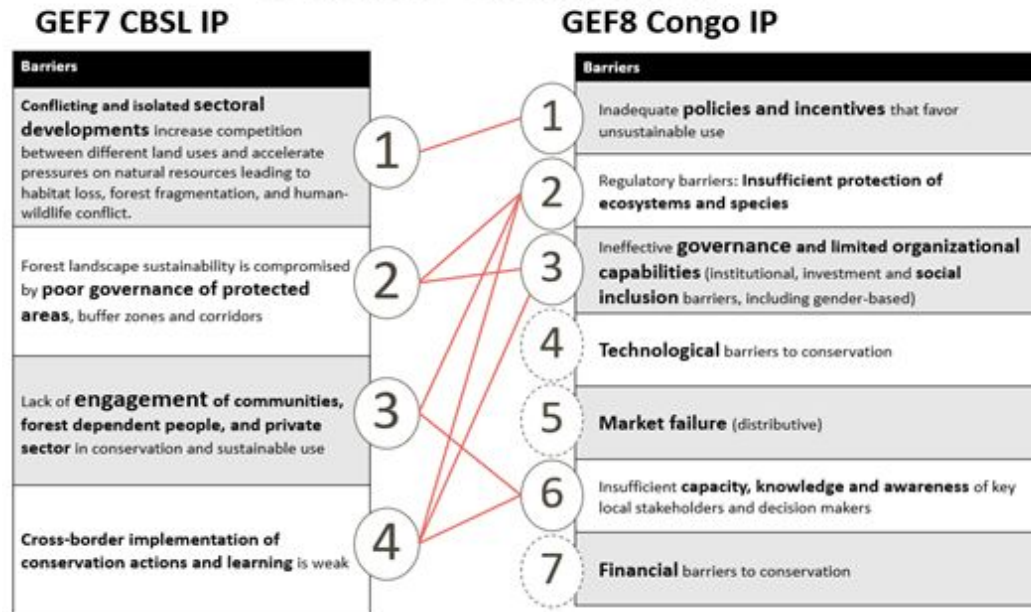 GEF7 CBSL IP
Barriers
Conflicting and isolated sectoral
developments increase competition
between different land uses and accelerate
pressures on natural resources leading to
habitat loss, forest fragmentation, and human-
wildlife conflict.
1
Forest landscape sustainability is compromised
by poor governance of protected
areas, buffer zones and corridors
2
Lack of engagement of communities,
forest dependent people, and private
sector in conservation and sustainable use
3
Cross-border implementation of
conservation actions and learning is weak
4
GEF8 Congo IP
Barriers
1
Inadequate policies and incentives that favor
unsustainable use
2
Regulatory barriers: Insufficient protection of
ecosystems and species
3
Ineffective governance and limited organizational
capabilities (institutional, investment and social
inclusion barriers, including gender-based)
4
Technological barriers to conservation
5
Market failure (distributive)
6
Insufficient capacity, knowledge and awareness of key
local stakeholders and decision makers
7
Financial barriers to conservation